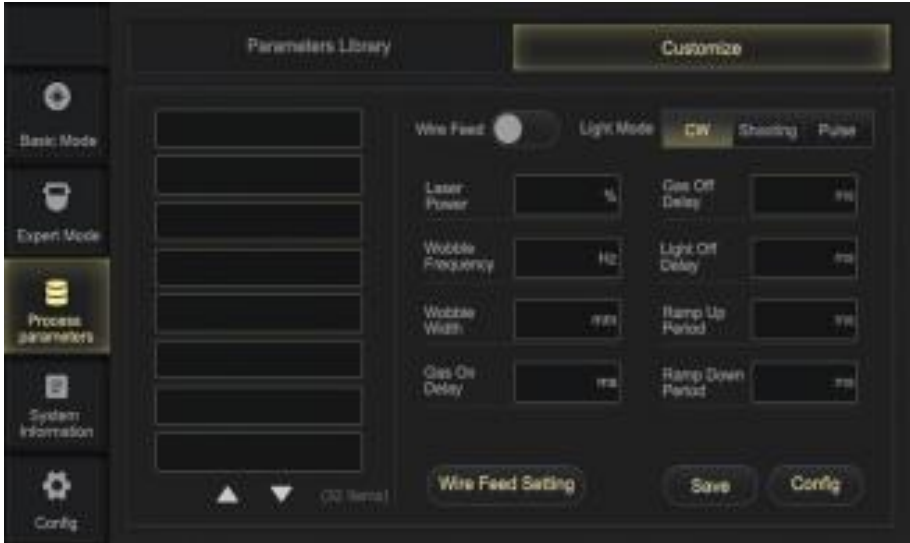 Parameters Library
Customize
Basic Mode
Expert Mode
Process
parameters
System
Information
Config
Wire Feed
Light Mode
CW
Shooting
Pulse
Laser
Power
%
Gas Off
Delay
ms
Wobble
Frequency
Hz
Light Off
Delay
ms
Wobble
Width
mm
Ramp Up
Period
ms
Gas On
Delay
ms
Ramp Down
Period
ms
(32 Items)
Wire Feed Setting
Save
Config